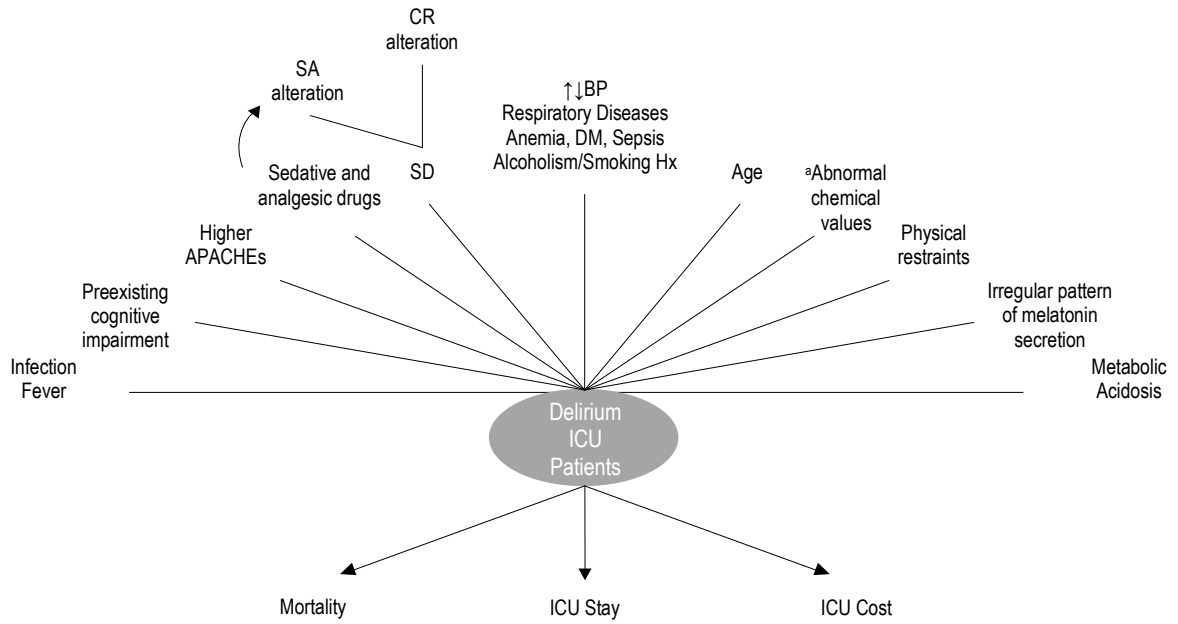 CR
alteration
SA
alteration
↑↓BP
Respiratory Diseases
Anemia, DM, Sepsis
Alcoholism/Smoking Hx
Sedative and
analgesic drugs
SD
Age
ᵃAbnormal
chemical
values
Higher
APACHEs
Physical
restraints
Preexisting
cognitive
impairment
Irregular pattern
of melatonin
secretion
Infection
Fever
Metabolic
Acidosis
Delirium
ICU
Patients
Mortality
ICU Stay
ICU Cost